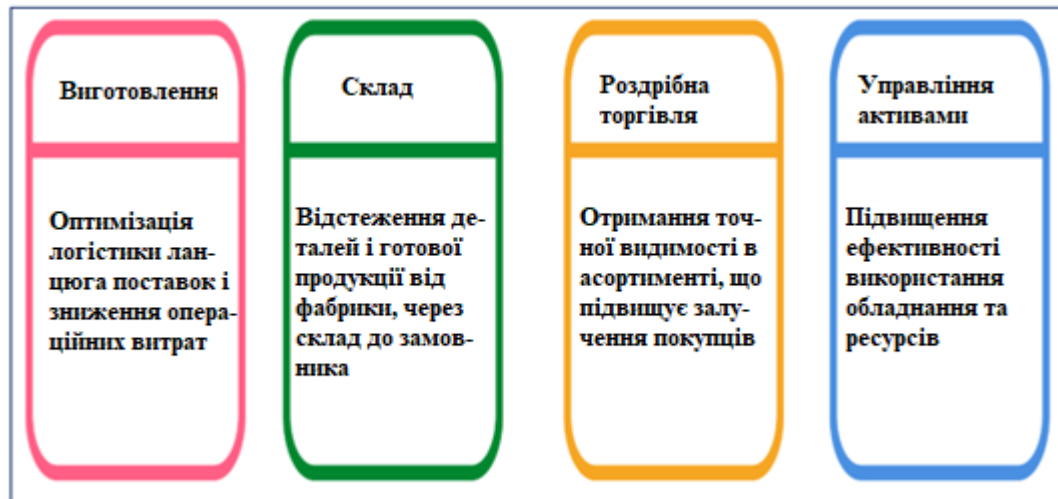 Виготовлення
Оптимізація
логістики лан-
цюга поставок і
зниження опера-
ційних витрат
Склад
Відстеження де-
талей і готової
продукції від
фабрики, через
склад до замов-
ника
Роздрібна
торгівля
Отримання точ-
ної видимості в
асортименті, що
підвищує залу-
чення покупців
Управління
активами
Підвищення
ефективності
використання
обладнання та
ресурсів